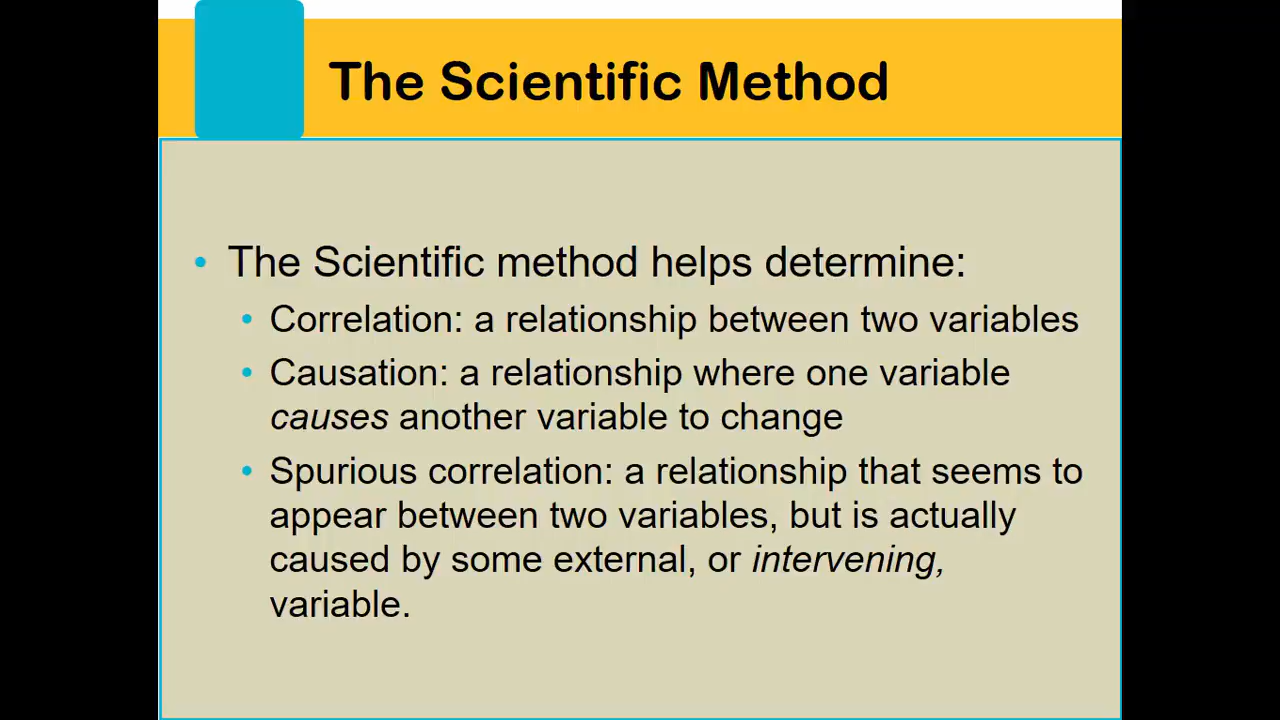 The Scientific Method
• The Scientific method helps determine:
• Correlation: a relationship between two variables
• Causation: a relationship where one variable
causes another variable to change
• Spurious correlation: a relationship that seems to
appear between two variables, but is actually
caused by some external, or intervening,
variable.